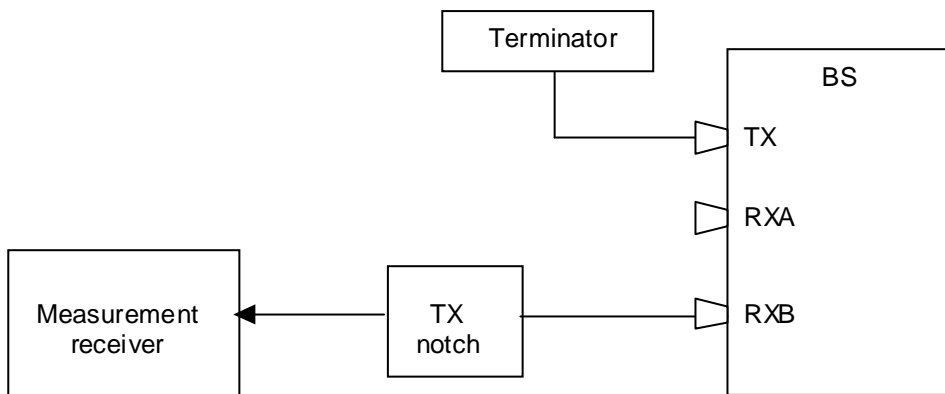 Terminator
BS
TX
RXA
Measurement
receiver
TX
notch
RXB